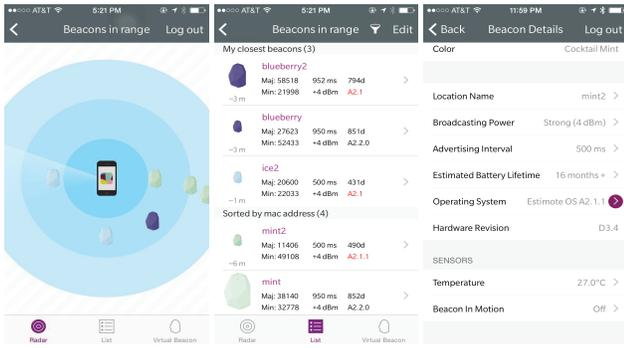 AT&T 5:21 PM
Beacons in range Log out
Radar List Virtual Beacon
AT&T 5:21 PM
Beacons in range Edit
My closest beacons (3)
blueberry2
Maj: 58518 952 ms 794d
Min: 21998 +4 dBm A2.1
~3 m
blueberry
Maj: 27623 950 ms 851d
Min: 52433 +4 dBm A2.2.0
~3 m
ice2
Maj: 20600 500 ms 431d
Min: 22033 +4 dBm A2.1
~1 m
Sorted by mac address (4)
mint2
Maj: 11406 500 ms 490d
Min: 49108 +4 dBm A2.1.1
~6 m
mint
Maj: 38140 950 ms 852d
Min: 32778 +4 dBm A2.2.0
Radar List Virtual Beacon
AT&T 11:59 PM
Back Beacon Details Log out
Color Cocktail Mint
Location Name mint2
Broadcasting Power Strong (4 dBm)
Advertising Interval 500 ms
Estimated Battery Lifetime 16 months +
Operating System Estimote OS A2.1.1
Hardware Revision D3.4
SENSORS
Temperature 27.0°C
Beacon In Motion Off